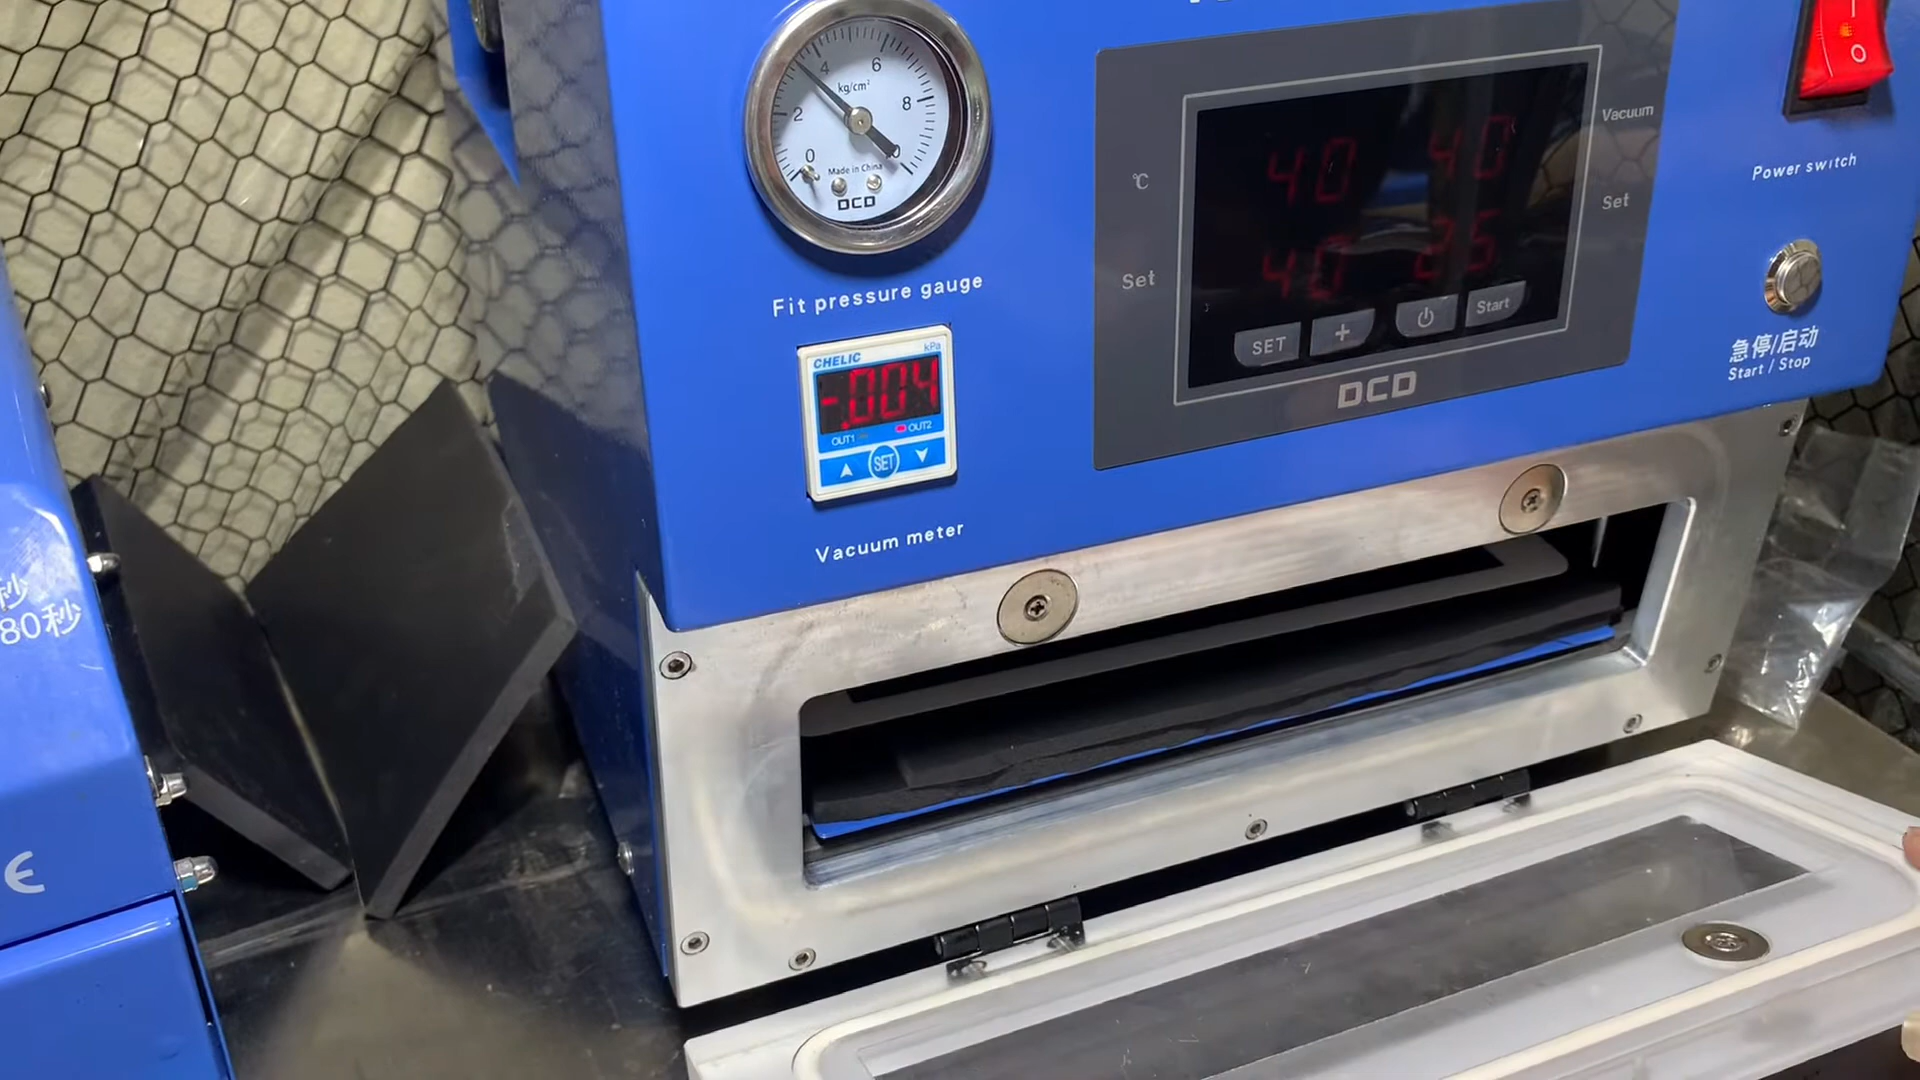 4
6
kg/cm²
2
8
0
Made in China
DCD
Fit pressure gauge
CHELIC
kPa
-.004
OUT1
OUT2
SET
Vacuum meter
40 40
40 25
℃
Set
Vacuum
Set
SET + Start
DCD
I
O
Power switch
急停/启动
Start / Stop
秒
80秒
CE